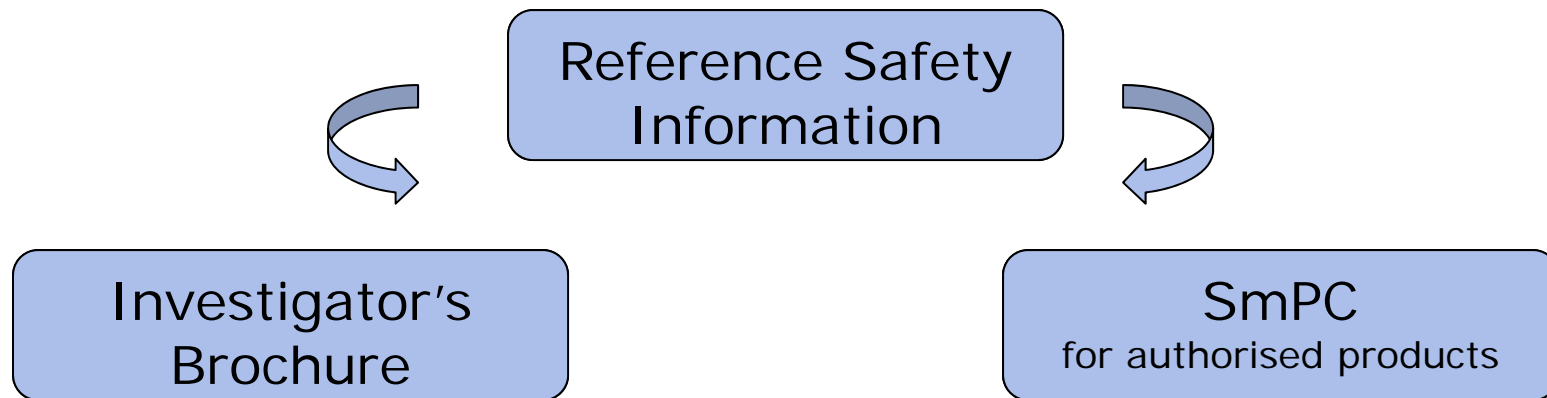 Reference Safety
Information
Investigator's
Brochure
SmPC
for authorised products